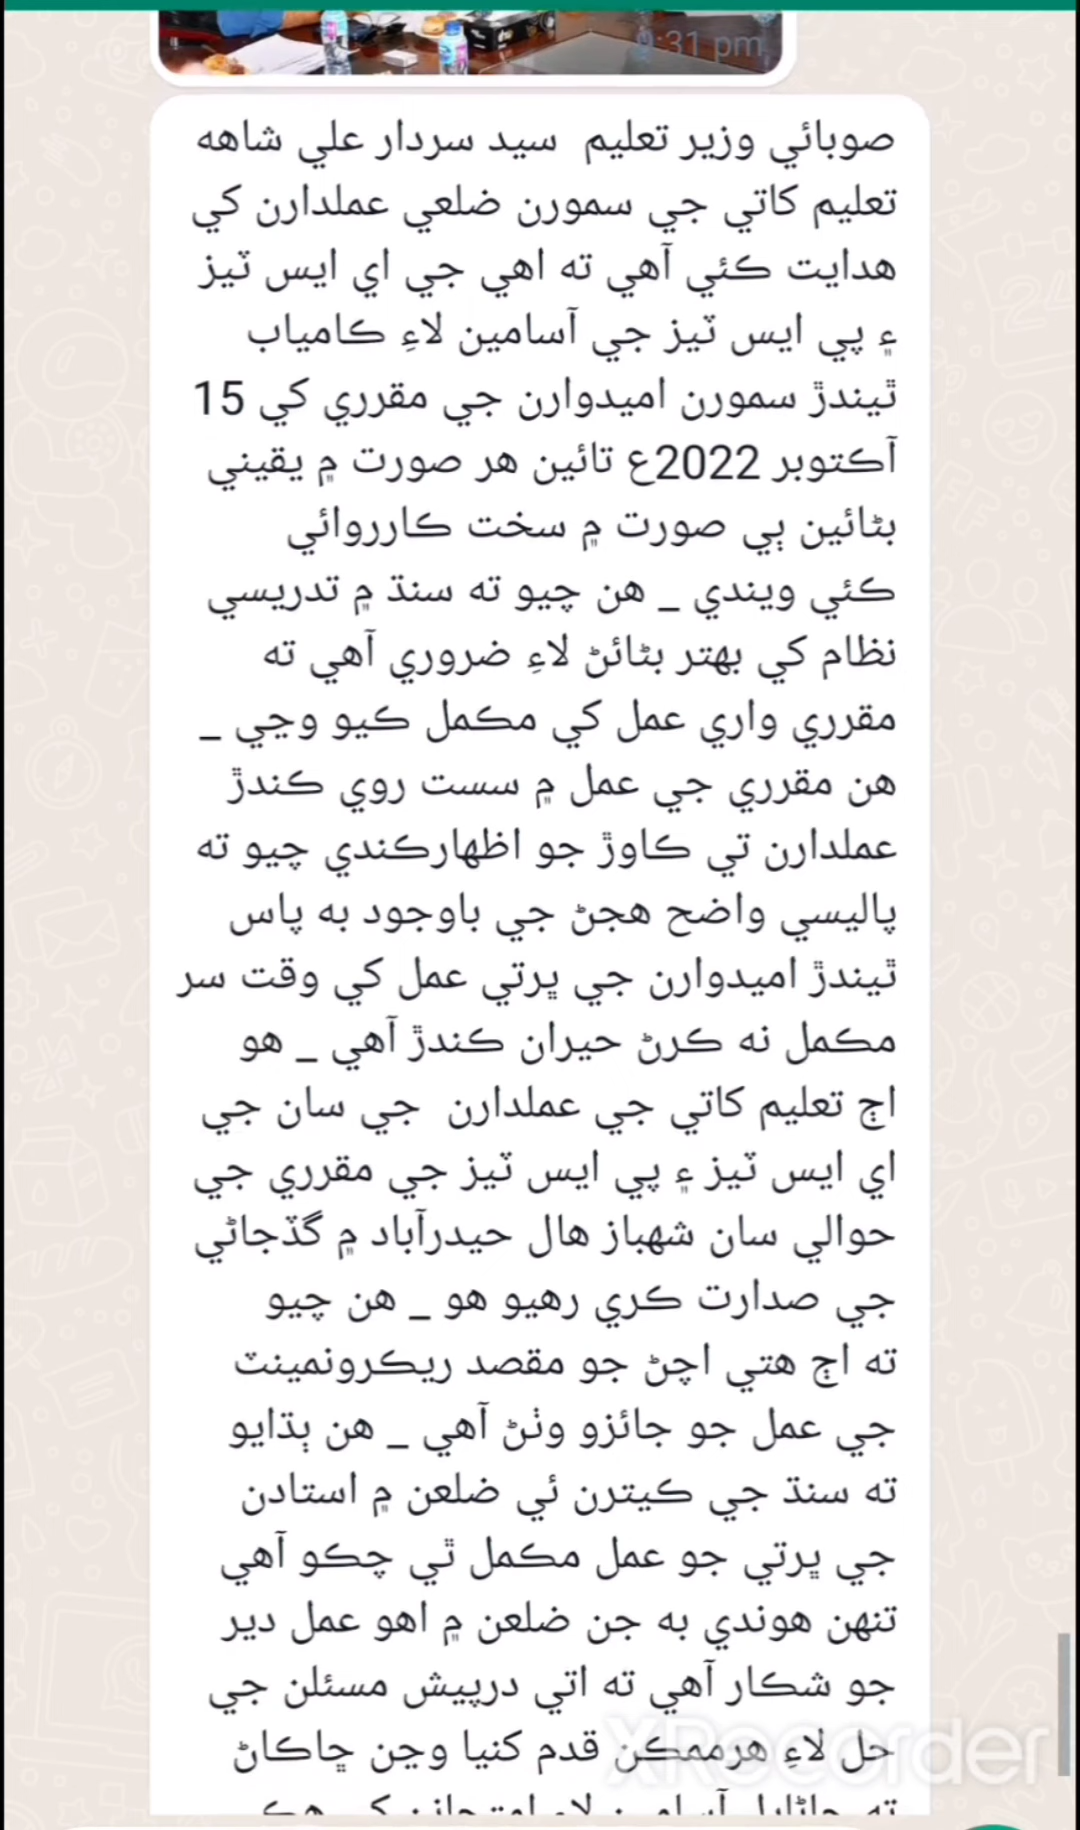 9:31 pm
صوبائي وزير تعليم سيد سردار علي شاهه
تعليم کاتي جي سمورن ضلعي عملدارن کي
هدايت ڪئي آهي ته اهي جي اي ايس ٽيز
۽ پي ايس ٽيز جي آسامين لاءِ ڪامياب
ٿيندڙ سمورن اميدوارن جي مقرري کي 15
آڪتوبر 2022ع تائين هر صورت ۾ يقيني
بڻائين ٻي صورت ۾ سخت ڪارروائي
ڪئي ويندي _ هن چيو ته سنڌ ۾ تدريسي
نظام کي بهتر بڻائڻ لاءِ ضروري آهي ته
مقرري واري عمل کي مڪمل ڪيو وڃي _
هن مقرري جي عمل ۾ سست روي ڪندڙ
عملدارن تي ڪاوڙ جو اظهارڪندي چيو ته
پاليسي واضح هجڻ جي باوجود به پاس
ٿيندڙ اميدوارن جي ڀرتي عمل کي وقت سر
مڪمل نه ڪرڻ حيران ڪندڙ آهي _ هو
اڄ تعليم کاتي جي عملدارن جي سان جي
اي ايس ٽيز ۽ پي ايس ٽيز جي مقرري جي
حوالي سان شهباز هال حيدرآباد ۾ گڏجاڻي
جي صدارت ڪري رهيو هو _ هن چيو
ته اڄ هتي اچڻ جو مقصد ريڪرونمينٽ
جي عمل جو جائزو وٺڻ آهي _ هن ٻڌايو
ته سنڌ جي ڪيترن ئي ضلعن ۾ استادن
جي ڀرتي جو عمل مڪمل ٿي چڪو آهي
تنهن هوندي به جن ضلعن ۾ اهو عمل دير
جو شڪار آهي ته اتي درپيش مسئلن جي
حل لاءِ هرممڪن قدم کنيا وڃن ڇاڪاڻ
XRecorder